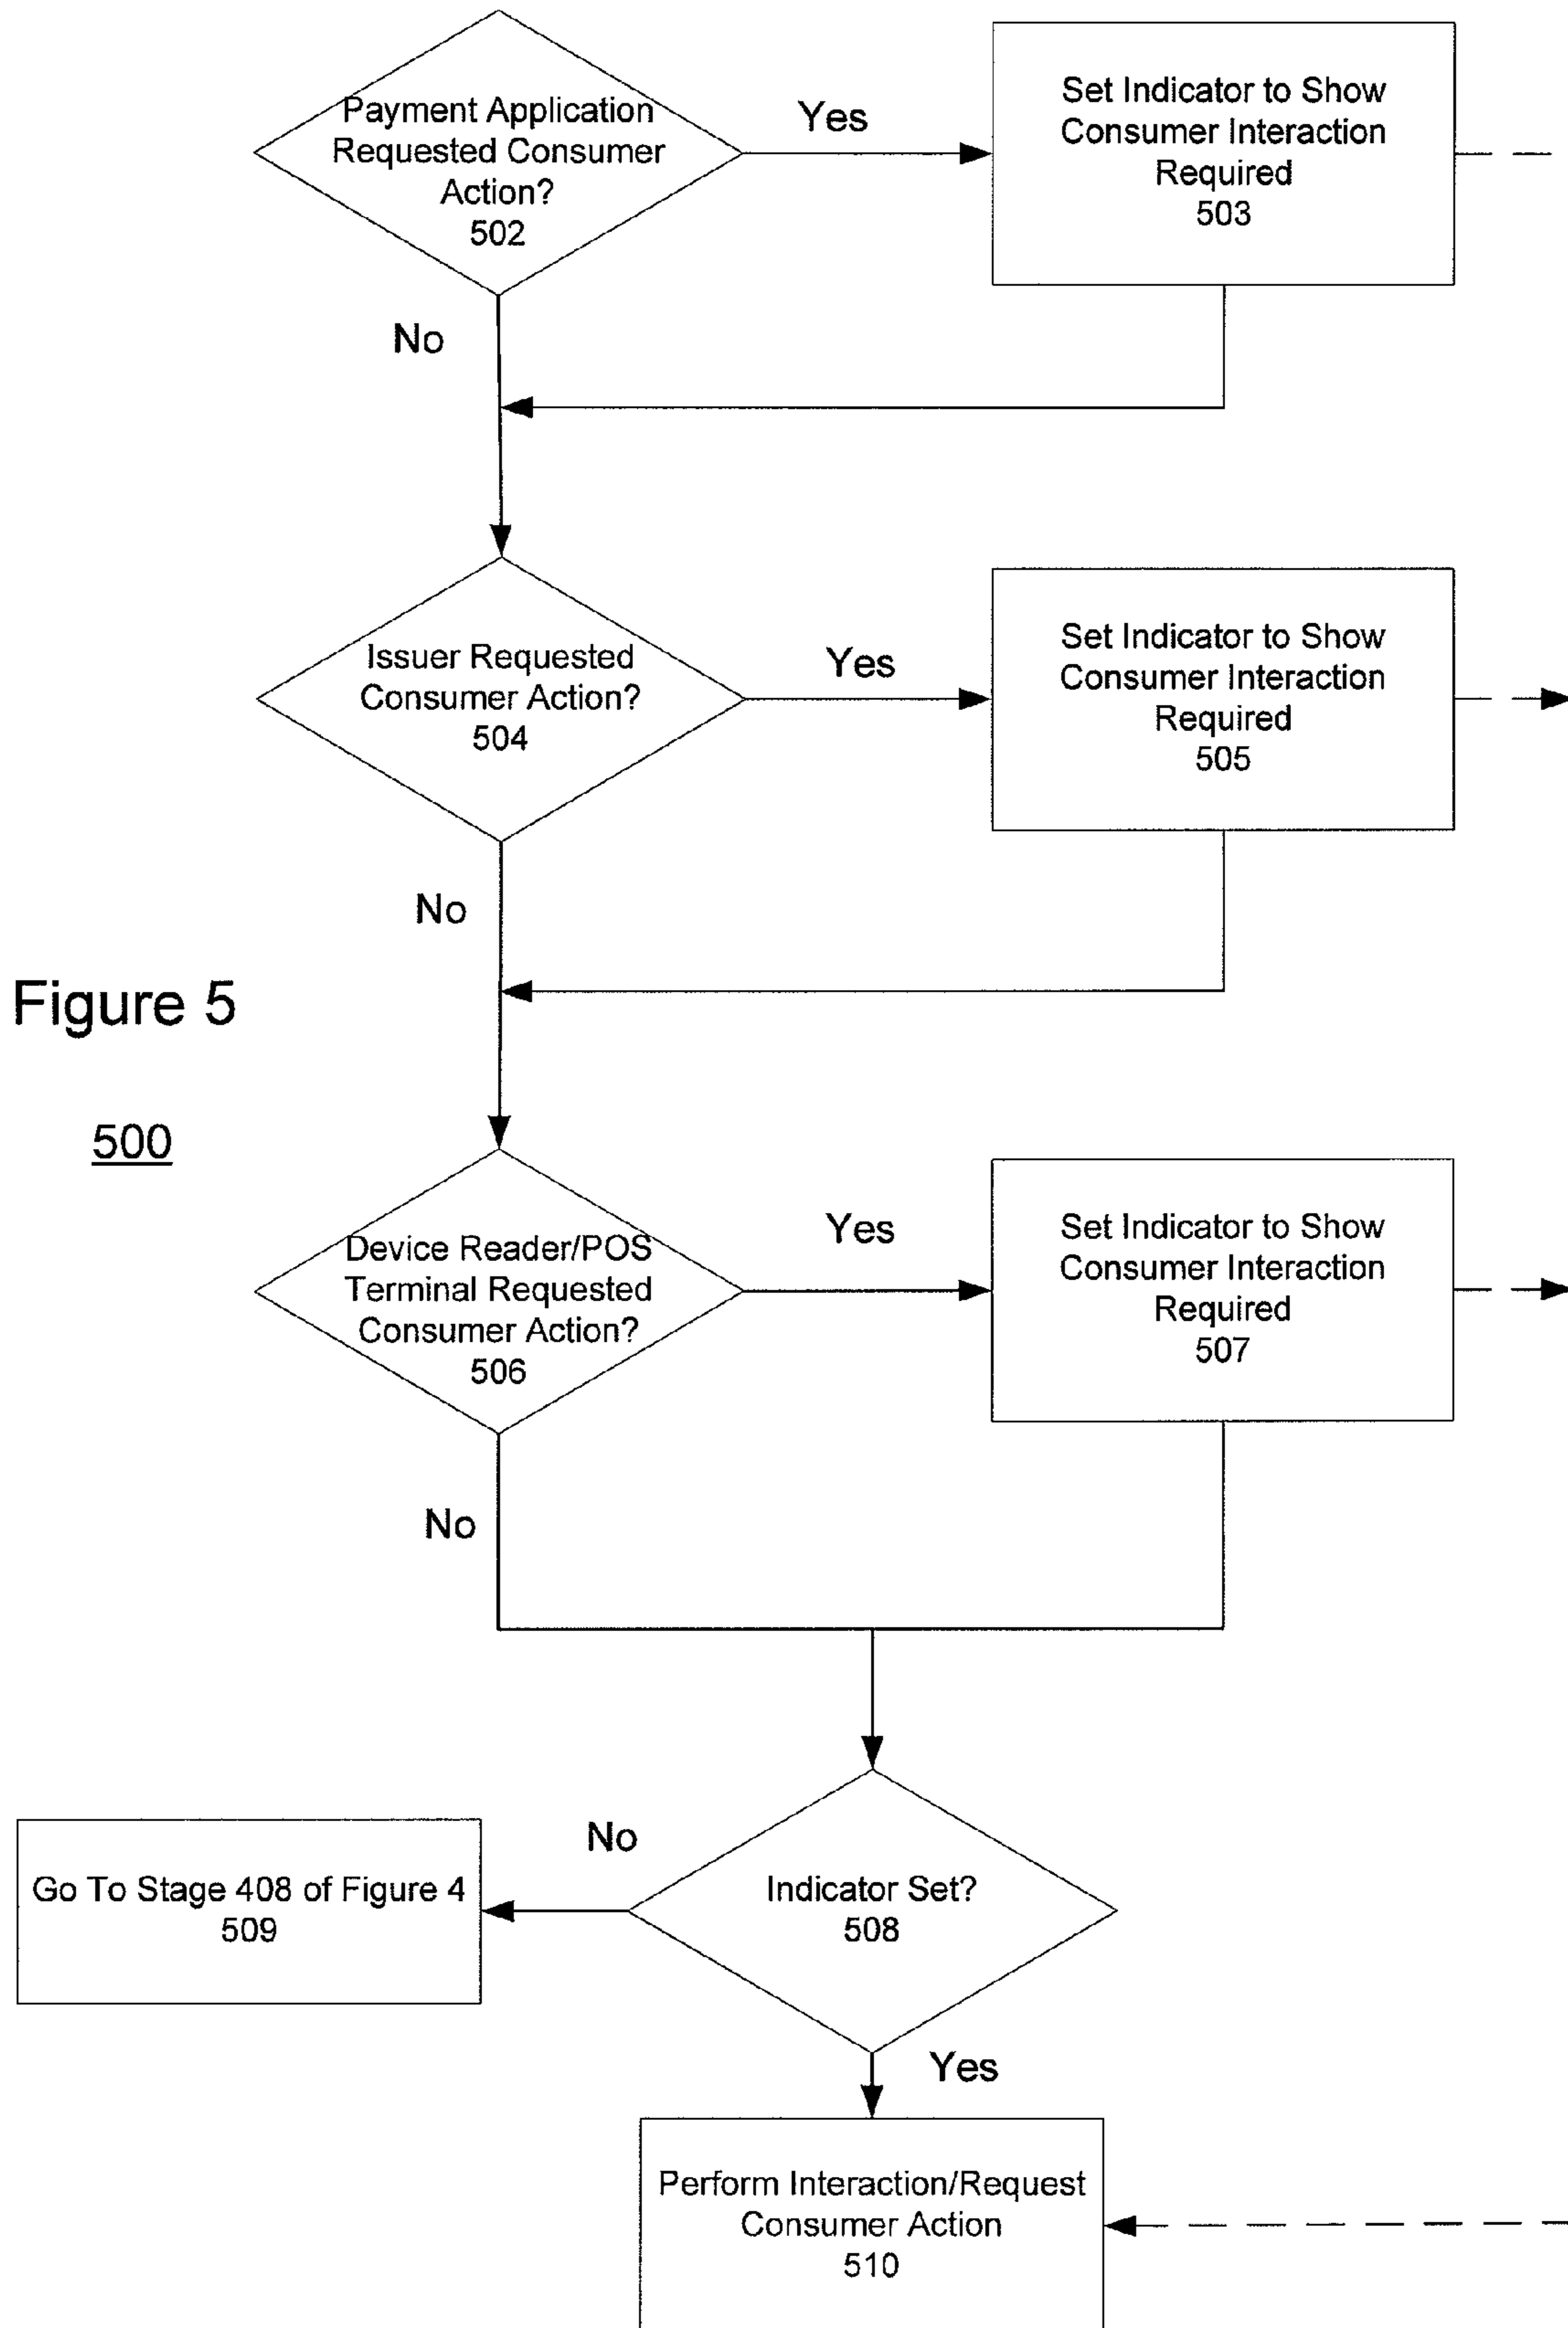 Payment Application
Requested Consumer
Action?
502
Yes
Set Indicator to Show
Consumer Interaction
Required
503
No
Issuer Requested
Consumer Action?
504
Yes
Set Indicator to Show
Consumer Interaction
Required
505
No
Figure 5
500
Device Reader/POS
Terminal Requested
Consumer Action?
506
Yes
Set Indicator to Show
Consumer Interaction
Required
507
No
Indicator Set?
508
No
Go To Stage 408 of Figure 4
509
Yes
Perform Interaction/Request
Consumer Action
510